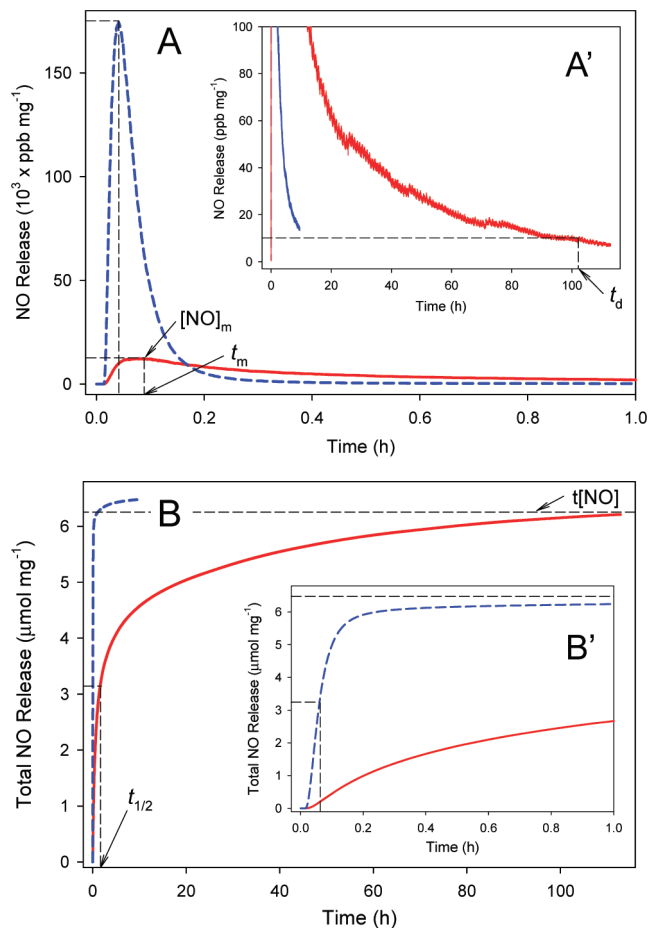 A
NO Release (10³ x ppb mg⁻¹)
150
100
50
0
[NO]m
tm
0.0 0.2 0.4 0.6 0.8 1.0
Time (h)
A’
NO Release (ppb mg⁻¹)
100
80
60
40
20
0
0 20 40 60 80 100
Time (h)
td
B
Total NO Release (μmol mg⁻¹)
6
5
4
3
2
1
0
t[NO]
t1/2
0 20 40 60 80 100
Time (h)
B’
Total NO Release (μmol mg⁻¹)
6
5
4
3
2
1
0
0.0 0.2 0.4 0.6 0.8 1.0
Time (h)